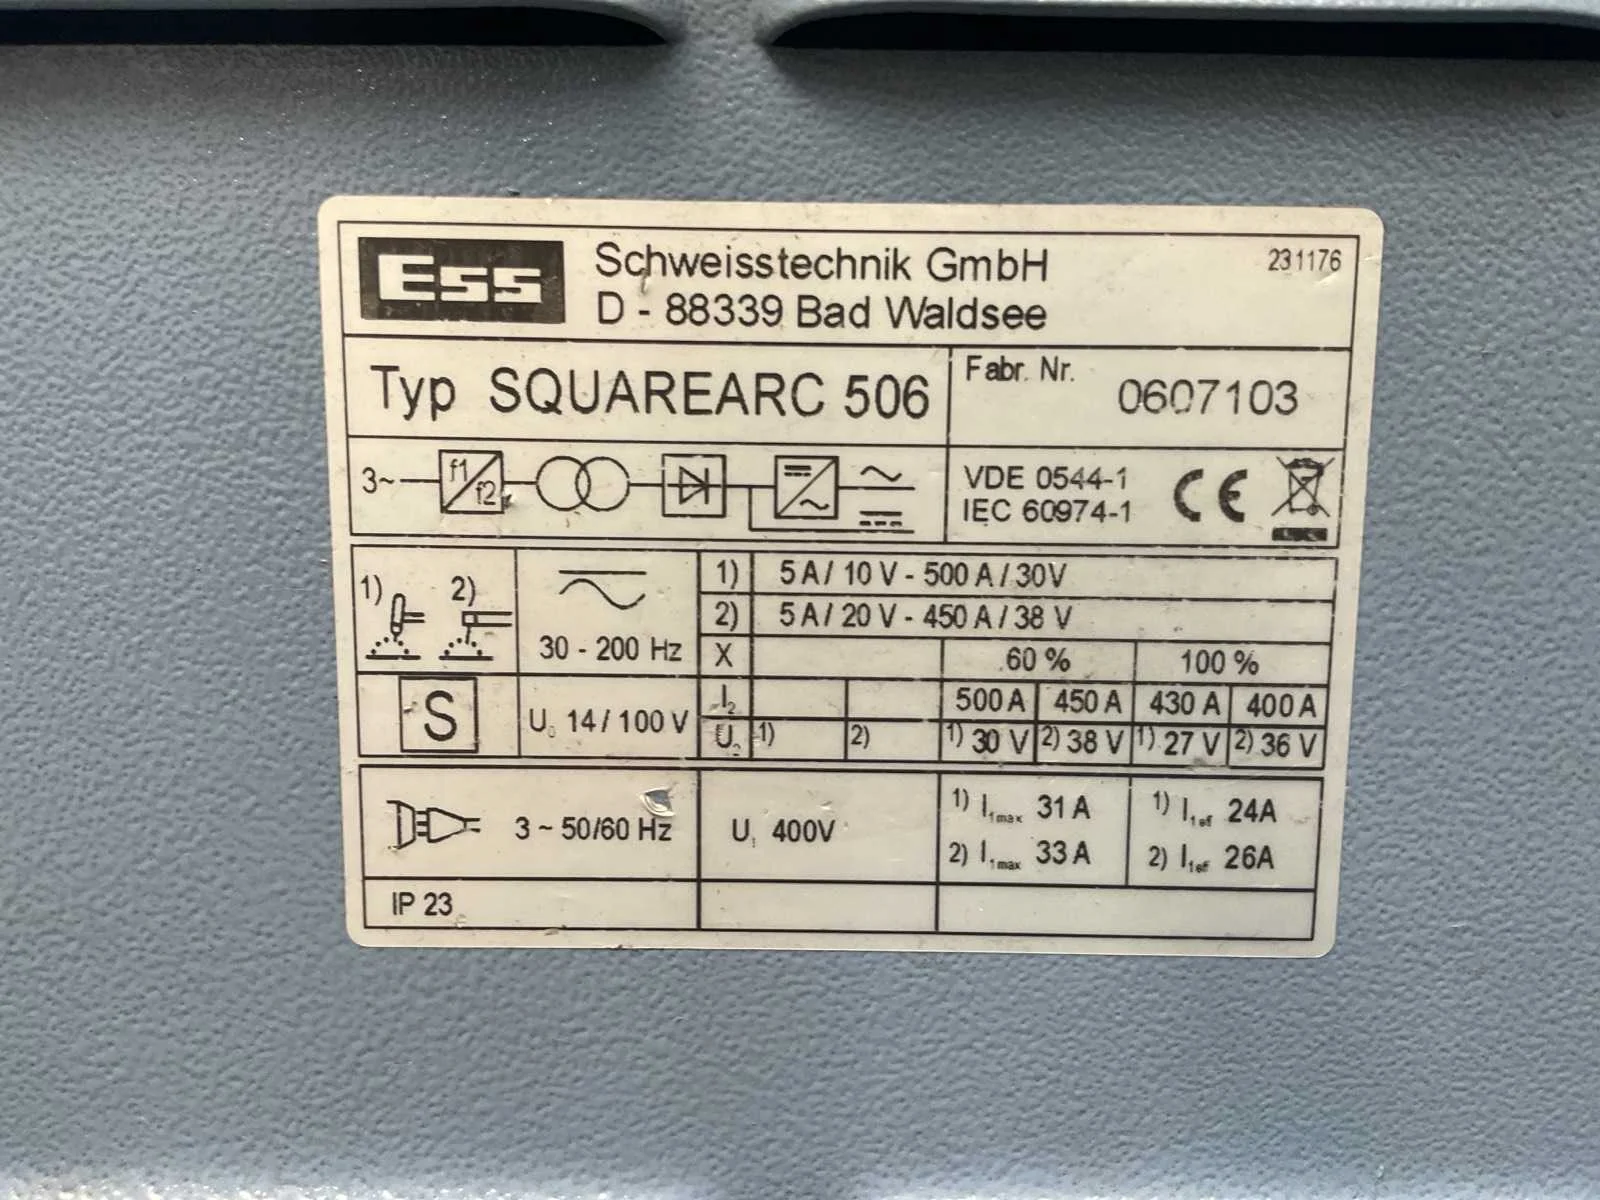 ESS
Schweisstechnik GmbH
D - 88339 Bad Waldsee
231176
Typ SQUAREARC 506
Fabr. Nr.
0607103
3~
f1
f2
VDE 0544-1
IEC 60974-1
CE
1) 2)
30 - 200 Hz
1) 5 A / 10 V - 500 A / 30V
2) 5 A / 20 V - 450 A / 38 V
X 60 % 100 %
S
U₀ 14 / 100 V
I₂ 500 A 450 A 430 A 400 A
U₂ 1) 2) 1) 30 V 2) 38 V 1) 27 V 2) 36 V
3 ~ 50/60 Hz
U₁ 400V
1) I₁max 31 A
2) I₁max 33 A
1) I₁eff 24A
2) I₁eff 26A
IP 23